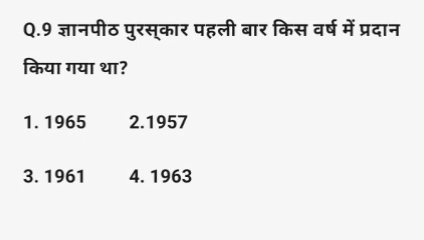 Q.9 ज्ञानपीठ पुरस्कार पहली बार किस वर्ष में प्रदान
किया गया था?
1. 1965 2.1957
3. 1961 4. 1963